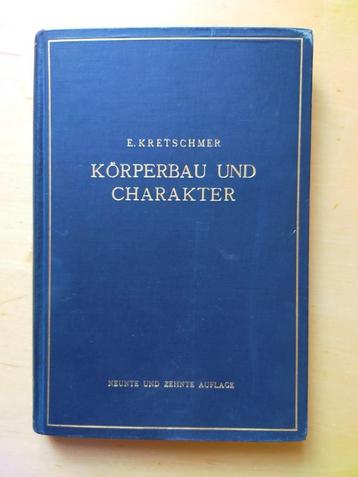 E. KRETSCHMER
KÖRPERBAU UND
CHARAKTER
NEUNTE UND ZEHNTE AUFLAGE